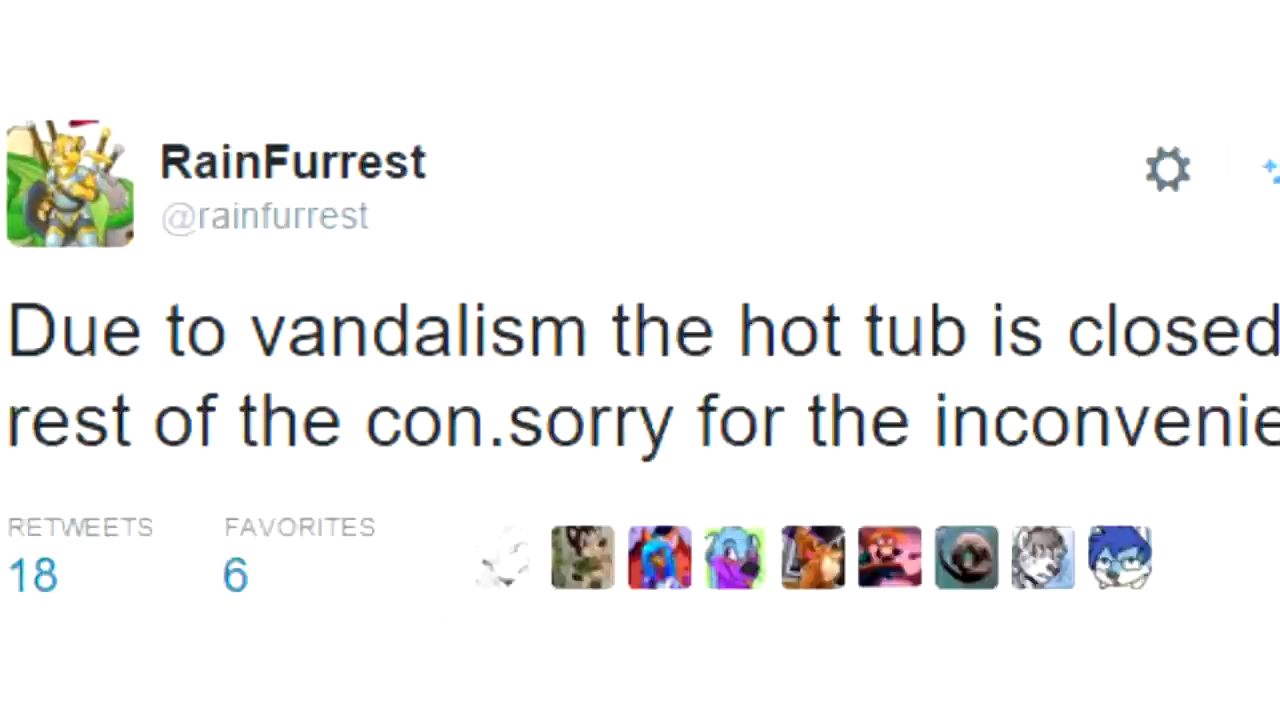 RainFurrest
@rainfurrest
Due to vandalism the hot tub is closed
rest of the con.sorry for the inconvenie
RETWEETS FAVORITES
18 6